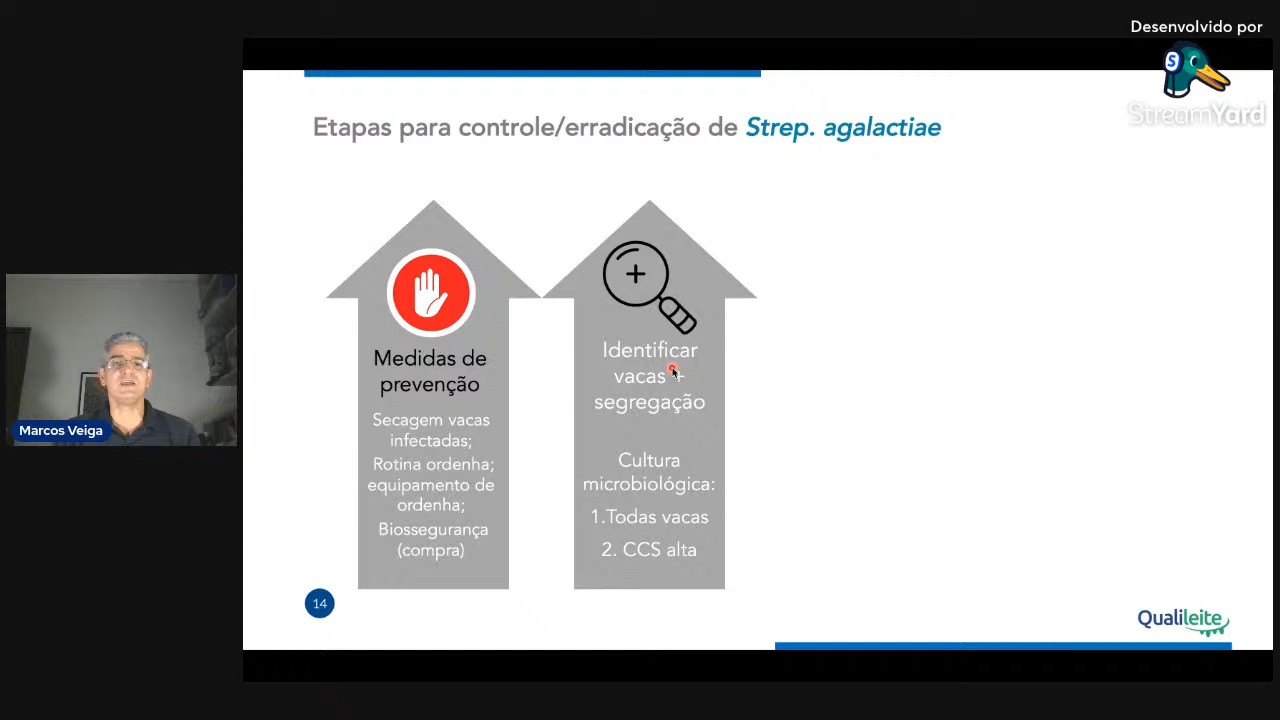 Desenvolvido por
StreamYard
Etapas para controle/erradicação de Strep. agalactiae
Medidas de
prevenção
Secagem vacas
infectadas;
Rotina ordenha;
equipamento de
ordenha;
Biossegurança
(compra)
Identificar
vacas +
segregação
Cultura
microbiológica:
1.Todas vacas
2. CCS alta
Marcos Veiga
14
Qualileite